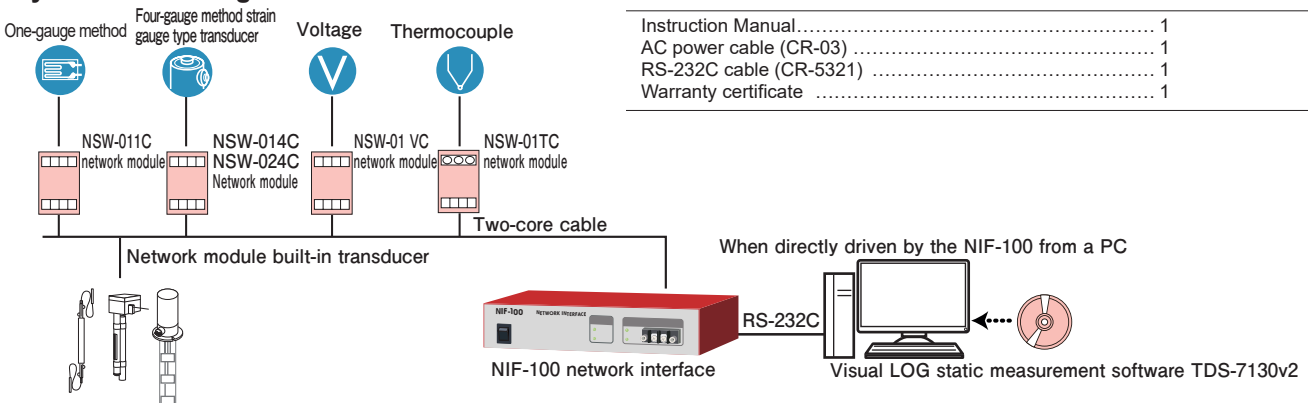 One-gauge method
Four-gauge method strain
gauge type transducer
Voltage
Thermocouple
Instruction Manual.......................................................... 1
AC power cable (CR-03) ................................................... 1
RS-232C cable (CR-5321) .............................................. 1
Warranty certificate ....................................................... 1
V
NSW-011C
network module
NSW-014C
NSW-024C
Network module
NSW-01 VC
network module
NSW-01TC
network module
Two-core cable
Network module built-in transducer
When directly driven by the NIF-100 from a PC
NIF-100 NETWORK INTERFACE
RS-232C
NIF-100 network interface
Visual LOG static measurement software TDS-7130v2